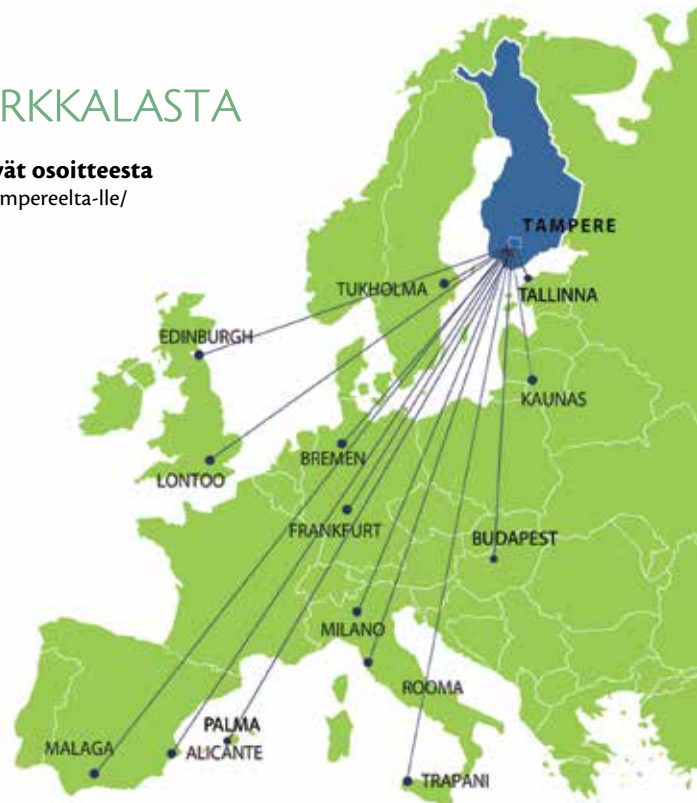 RKKALASTA
vät osoitteesta
mpereelta-lle/
TAMPERE
TUKHOLMA
TALLINNA
EDINBURGH
KAUNAS
BREMEN
LONTOO
FRANKFURT
BUDAPEST
MILANO
ROOMA
PALMA
MALAGA
ALICANTE
TRAPANI